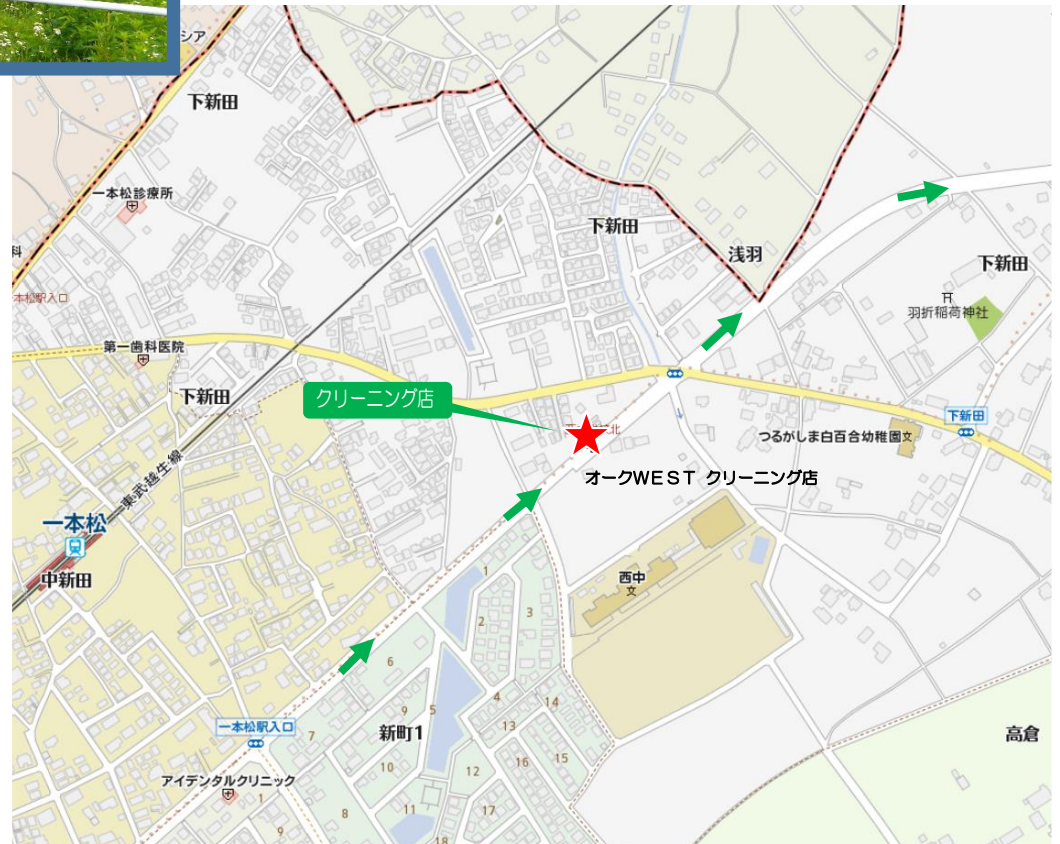 シア
下新田
一本松診療所
科
本松駅入口
下新田
浅羽
下新田
羽折稲荷神社
第一歯科医院
下新田
クリーニング店
北
オークWEST クリーニング店
つるがしま白百合幼稚園
文
下新田
東武越生線
一本松
中新田
西中
文
1
2
3
6
5
4
14
9
13
7
新町1
16
15
10
12
一本松駅入口
高倉
アイデンタルクリニック
1
8
11
17
9
18